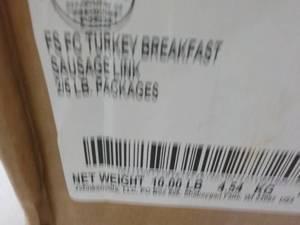 FS FC TURKEY BREAKFAST
SAUSAGE LINK
2/5 LB. PACKAGES
NET WEIGHT 10.00 LB 4.54 KG